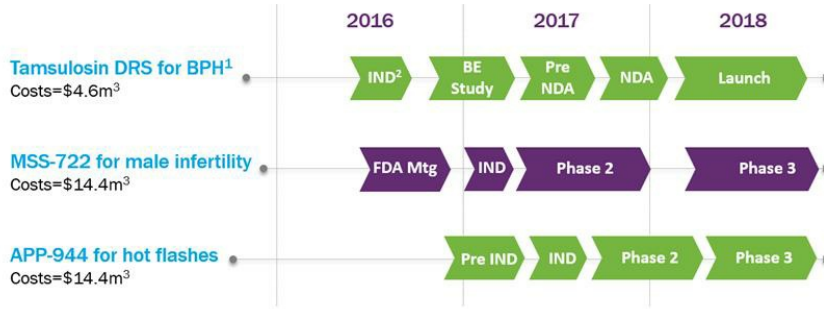 2016 2017 2018
Tamsulosin DRS for BPH¹
Costs=$4.6m³
IND² BE Study Pre NDA NDA Launch
MSS-722 for male infertility
Costs=$14.4m³
FDA Mtg IND Phase 2 Phase 3
APP-944 for hot flashes
Costs=$14.4m³
Pre IND IND Phase 2 Phase 3